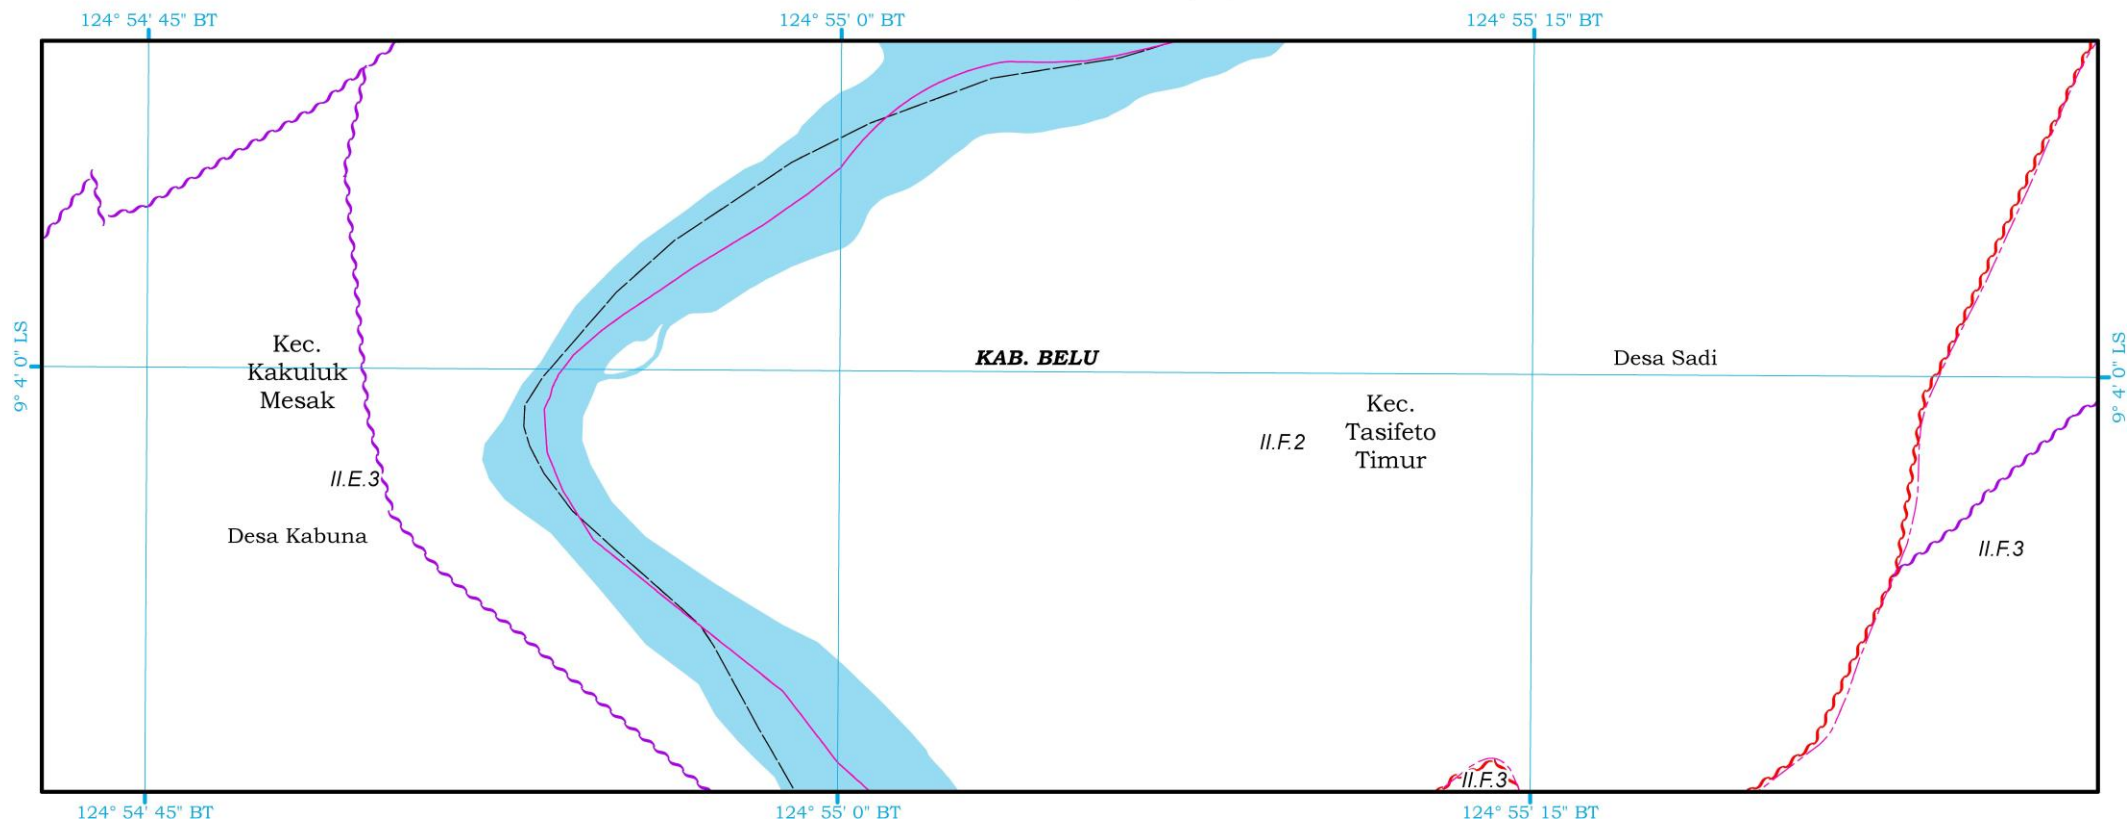 124° 54' 45" BT
124° 55' 0" BT
124° 55' 15" BT
9° 4' 0" LS
9° 4' 0" LS
Kec.
Kakuluk
Mesak
KAB. BELU
Desa Sadi
Kec.
Tasifeto
Timur
II.F.2
II.E.3
Desa Kabuna
II.F.3
II.F.3
124° 54' 45" BT
124° 55' 0" BT
124° 55' 15" BT